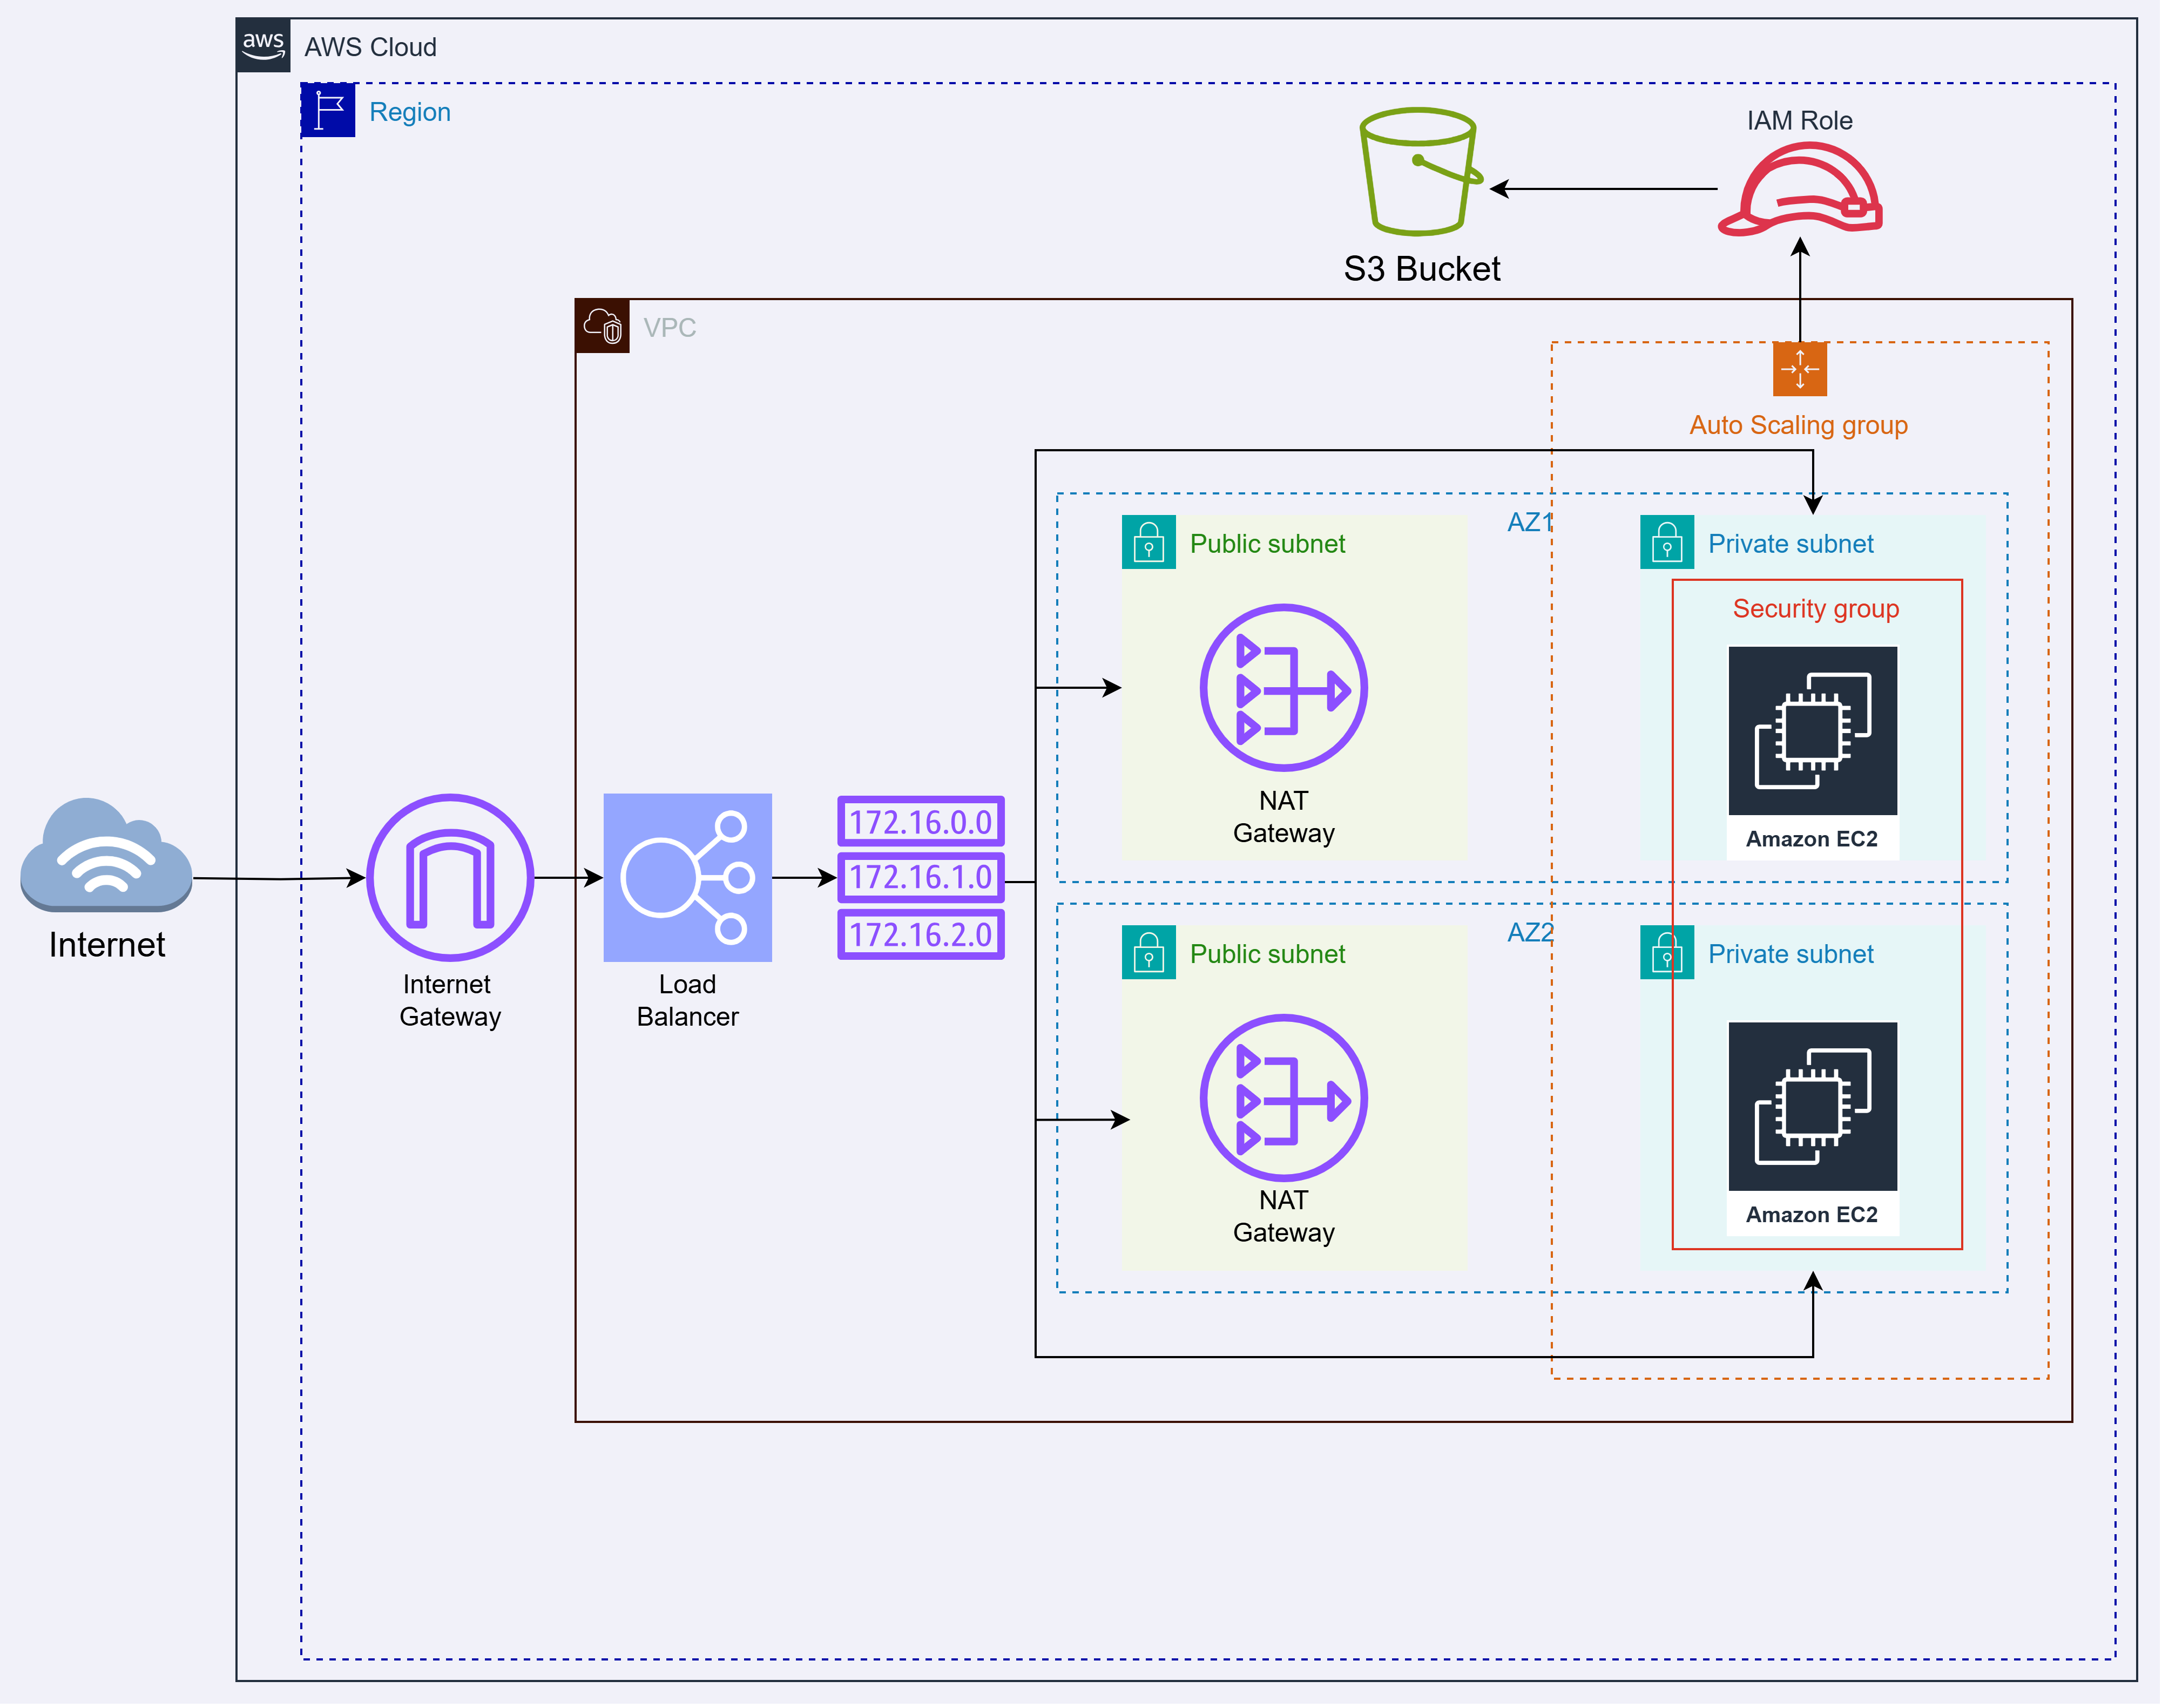 aws
AWS Cloud
Region
IAM Role
S3 Bucket
VPC
Auto Scaling group
AZ1
Public subnet
Private subnet
Security group
NAT
Gateway
Amazon EC2
172.16.0.0
172.16.1.0
172.16.2.0
Internet
Internet
Gateway
Load
Balancer
AZ2
Public subnet
Private subnet
NAT
Gateway
Amazon EC2